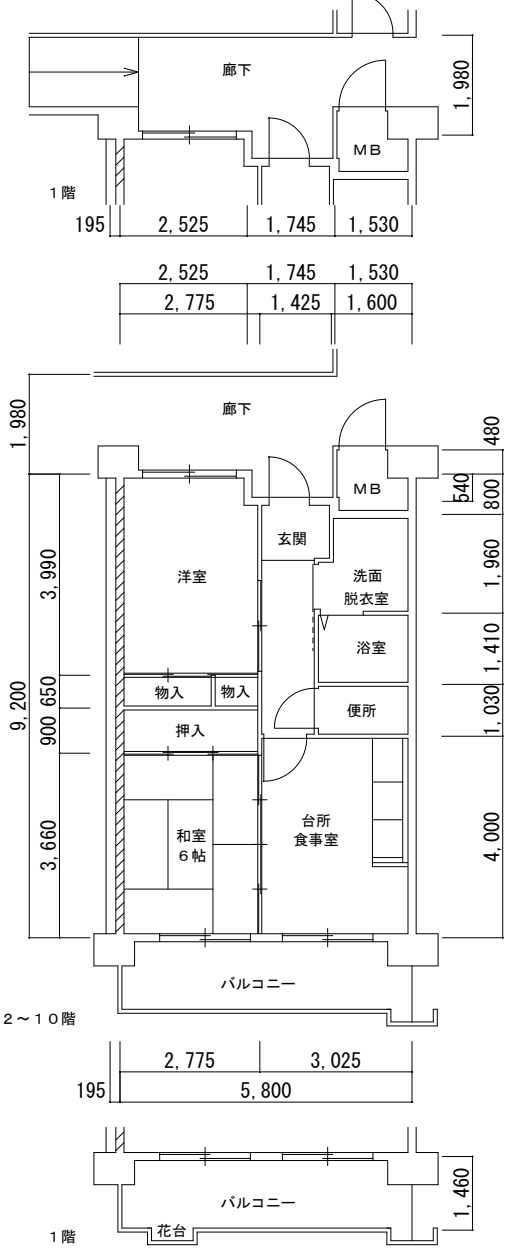 廊下
1,980
MB
1階
195 2,525 1,745 1,530
2,525 1,745 1,530
2,775 1,425 1,600
1,980
廊下
480
MB
540
800
玄関
3,990
洋室
洗面
脱衣室
1,960
浴室
1,410
9,200
650
物入
物入
便所
1,030
900
押入
3,660
和室
6帖
台所
食事室
4,000
バルコニー
2～10階
2,775 3,025
195 5,800
バルコニー
1,460
花台
1階